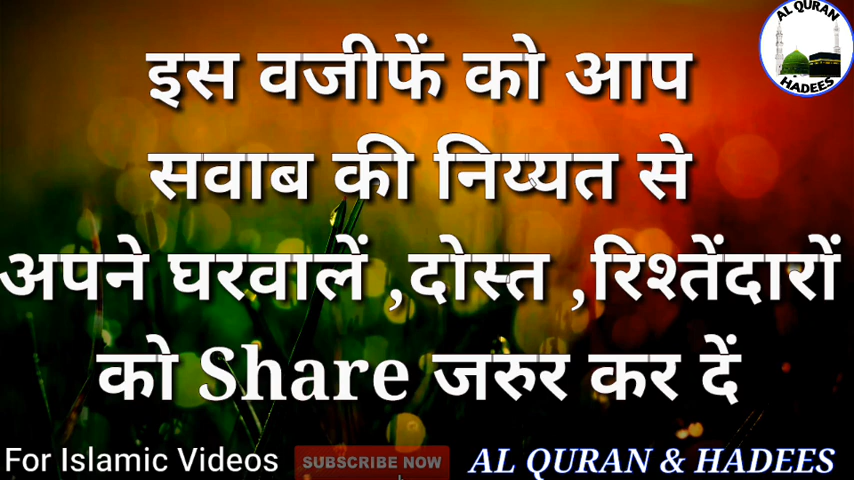 AL QURAN
HADEES
इस वजीफें को आप
सवाब की निय्यत से
अपने घरवालें ,दोस्त ,रिश्तेंदारों
को Share जरुर कर दें
For Islamic Videos SUBSCRIBE NOW AL QURAN & HADEES